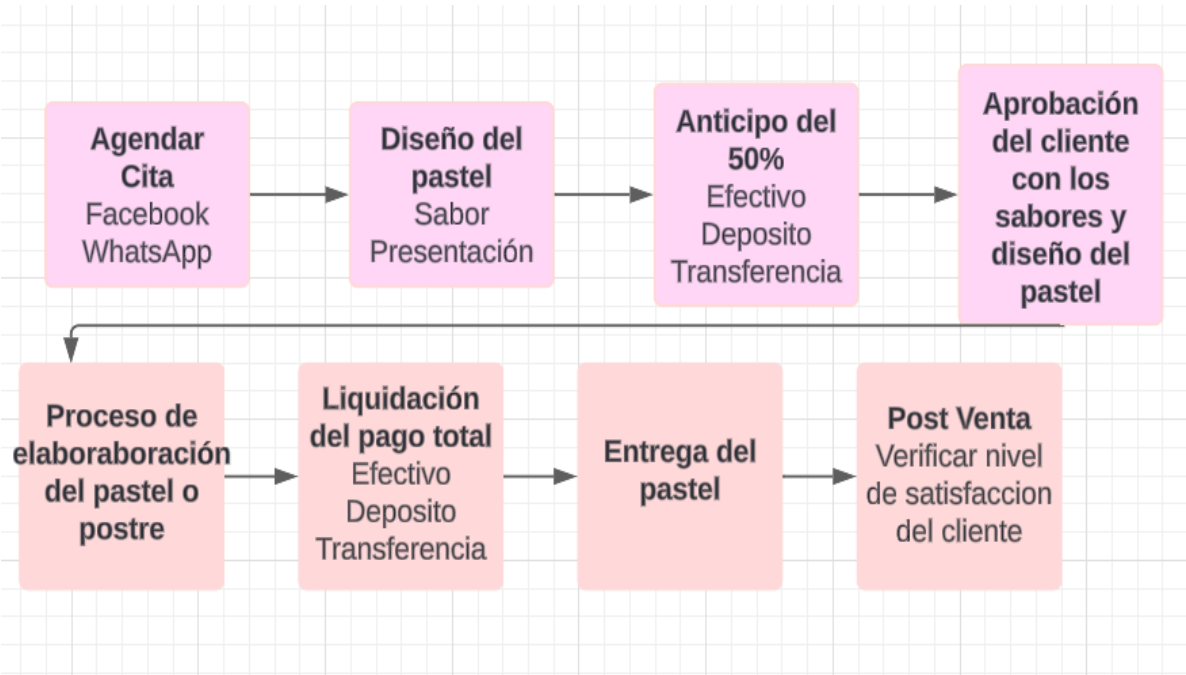 Agendar
Cita
Facebook
WhatsApp
Diseño del
pastel
Sabor
Presentación
Anticipo del
50%
Efectivo
Deposito
Transferencia
Aprobación
del cliente
con los
sabores y
diseño del
pastel
Proceso de
elaboraboración
del pastel o
postre
Liquidación
del pago total
Efectivo
Deposito
Transferencia
Entrega del
pastel
Post Venta
Verificar nivel
de satisfaccion
del cliente